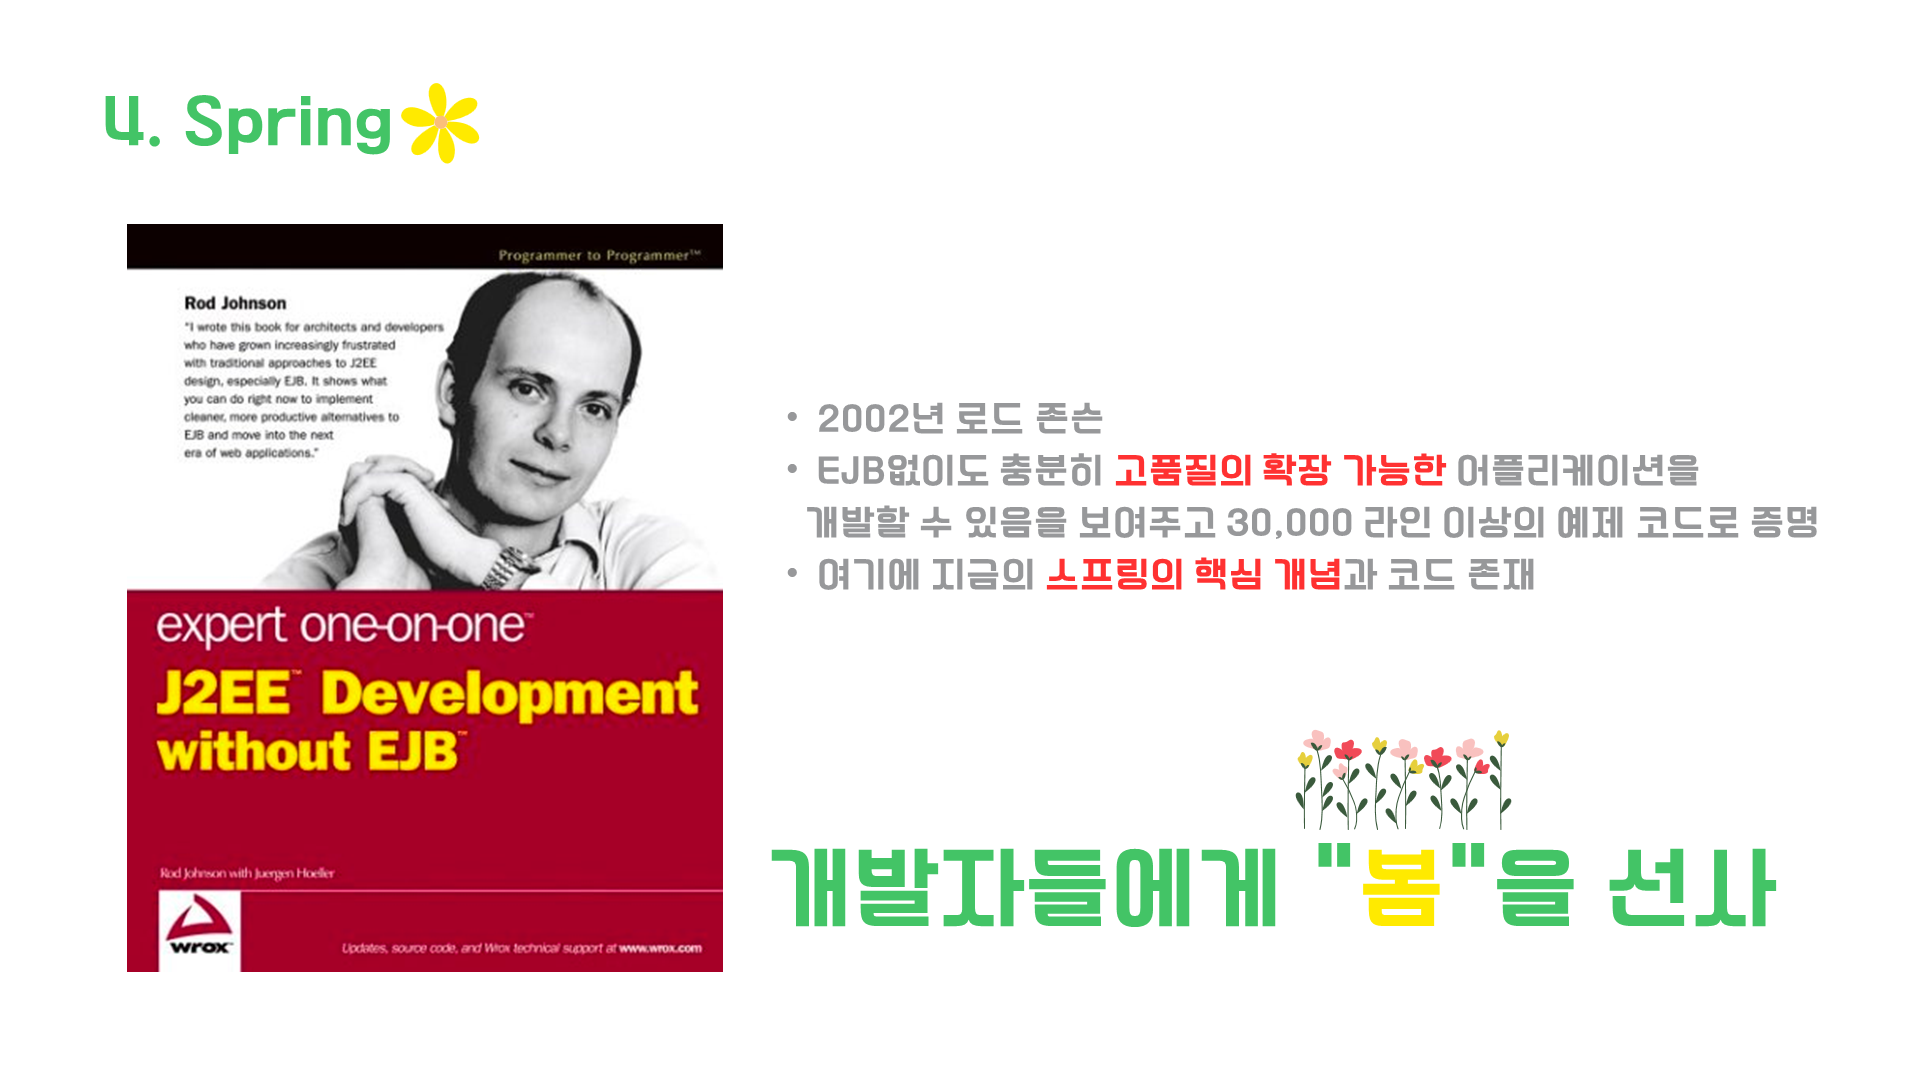 4. Spring
Programmer to Programmer™
Rod Johnson
"I wrote this book for architects and developers
who have grown increasingly frustrated
with traditional approaches to J2EE
design, especially EJB. It shows what
you can do right now to implement
cleaner, more productive alternatives to
EJB and move into the next
era of web applications."
expert one-on-one™
J2EE™ Development
without EJB™
Rod Johnson with Juergen Hoeller
wrox™
Updates, source code, and Wrox technical support at www.wrox.com
• 2002년 로드 존슨
• EJB없이도 충분히 고품질의 확장 가능한 어플리케이션을
개발할 수 있음을 보여주고 30,000 라인 이상의 예제 코드로 증명
• 여기에 지금의 스프링의 핵심 개념과 코드 존재
개발자들에게 "봄"을 선사